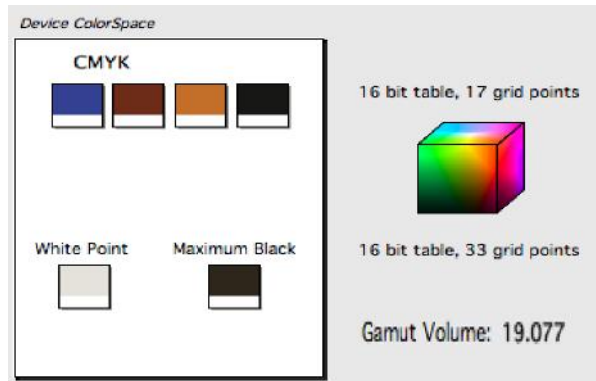 Device ColorSpace
CMYK
16 bit table, 17 grid points
White Point
Maximum Black
16 bit table, 33 grid points
Gamut Volume: 19.077